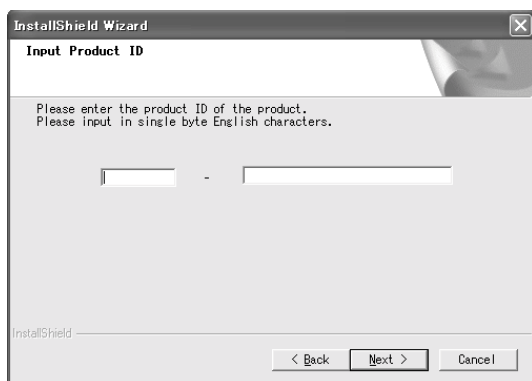 InstallShield Wizard
Input Product ID
Please enter the product ID of the product.
Please input in single byte English characters.
-
InstallShield
< Back Next > Cancel